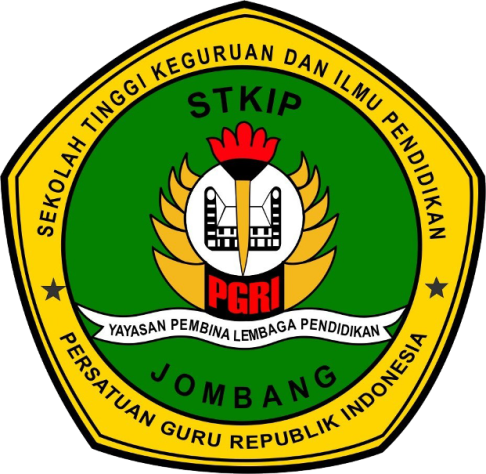 SEKOLAH TINGGI KEGURUAN DAN ILMU PENDIDIKAN
STKIP
PGRI
YAYASAN PEMBINA LEMBAGA PENDIDIKAN
JOMBANG
PERSATUAN GURU REPUBLIK INDONESIA